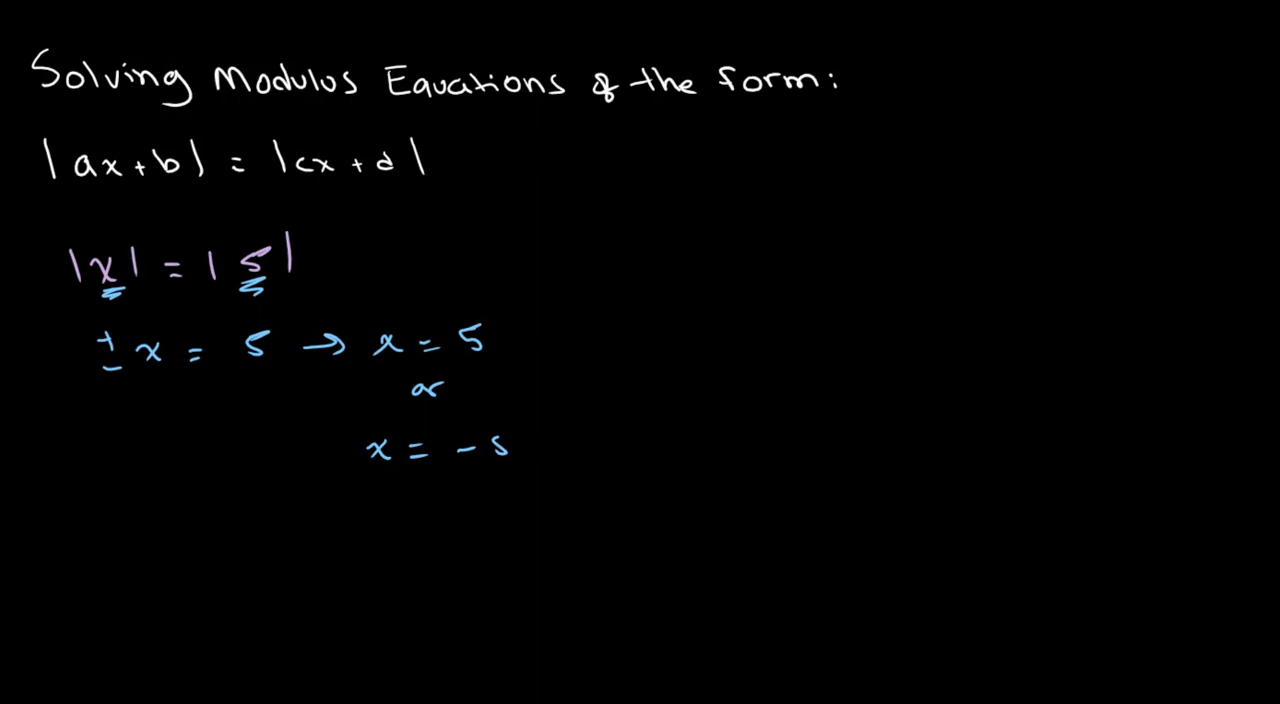 Solving Modulus Equations of the form:
|ax+b| = |cx+d|
|x| = |5|
± x = 5 → x = 5
or
x = -5